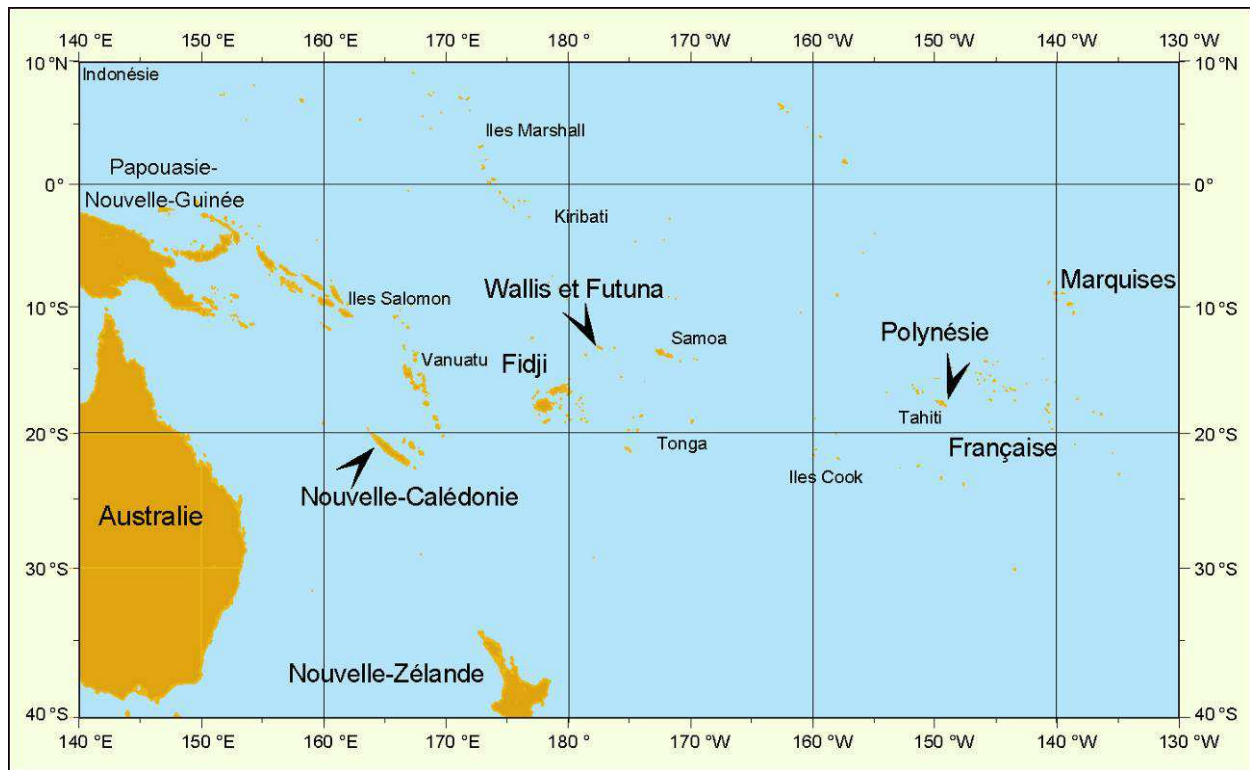 140 °E 150 °E 160 °E 170 °E 180 ° 170 °W 160 °W 150 °W 140 °W 130 °W
10 °N 10 °N
Indonésie
Iles Marshall
Papouasie-
Nouvelle-Guinée
0° 0°
Kiribati
Wallis et Futuna
Marquises
Iles Salomon
10 °S 10 °S
Polynésie
Samoa
Vanuatu
Fidji
Tahiti
20 °S 20 °S
Tonga
Française
Iles Cook
Nouvelle-Calédonie
Australie
30 °S 30 °S
Nouvelle-Zélande
40 °S 40 °S
140 °E 150 °E 160 °E 170 °E 180 ° 170 °W 160 °W 150 °W 140 °W 130 °W